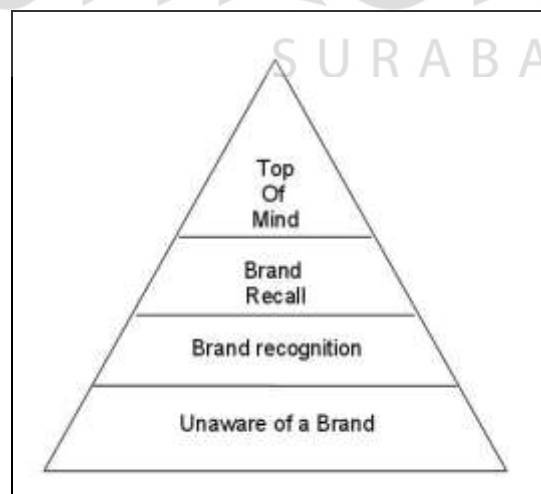 SURABA
Top
Of
Mind
Brand
Recall
Brand recognition
Unaware of a Brand